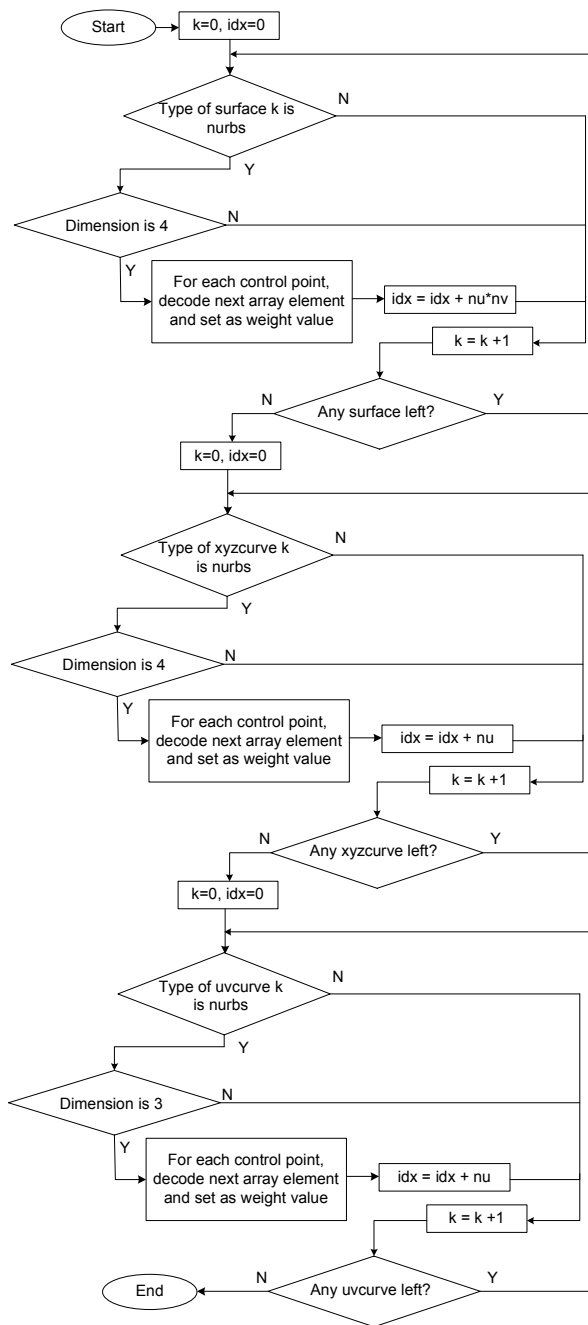 Start
k=0, idx=0
Type of surface k is
nurbs
N
Y
Dimension is 4
N
Y
For each control point,
decode next array element
and set as weight value
idx = idx + nu*nv
k = k +1
Any surface left?
N
Y
k=0, idx=0
Type of xyzcurve k
is nurbs
N
Y
Dimension is 4
N
Y
For each control point,
decode next array element
and set as weight value
idx = idx + nu
k = k +1
Any xyzcurve left?
N
Y
k=0, idx=0
Type of uvcurve k
is nurbs
N
Y
Dimension is 3
N
Y
For each control point,
decode next array element
and set as weight value
idx = idx + nu
k = k +1
Any uvcurve left?
N
Y
End